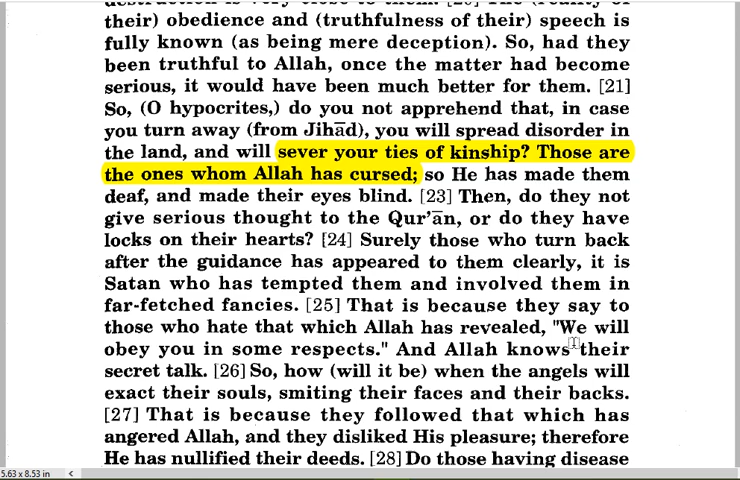 destruction is very close to them. [20] The (reality of
their) obedience and (truthfulness of their) speech is
fully known (as being mere deception). So, had they
been truthful to Allah, once the matter had become
serious, it would have been much better for them. [21]
So, (O hypocrites,) do you not apprehend that, in case
you turn away (from Jihād), you will spread disorder in
the land, and will sever your ties of kinship? Those are
the ones whom Allah has cursed; so He has made them
deaf, and made their eyes blind. [23] Then, do they not
give serious thought to the Qur’ān, or do they have
locks on their hearts? [24] Surely those who turn back
after the guidance has appeared to them clearly, it is
Satan who has tempted them and involved them in
far-fetched fancies. [25] That is because they say to
those who hate that which Allah has revealed, "We will
obey you in some respects." And Allah knows their
secret talk. [26] So, how (will it be) when the angels will
exact their souls, smiting their faces and their backs.
[27] That is because they followed that which has
angered Allah, and they disliked His pleasure; therefore
He has nullified their deeds. [28] Do those having disease
5.63 x 8.53 in